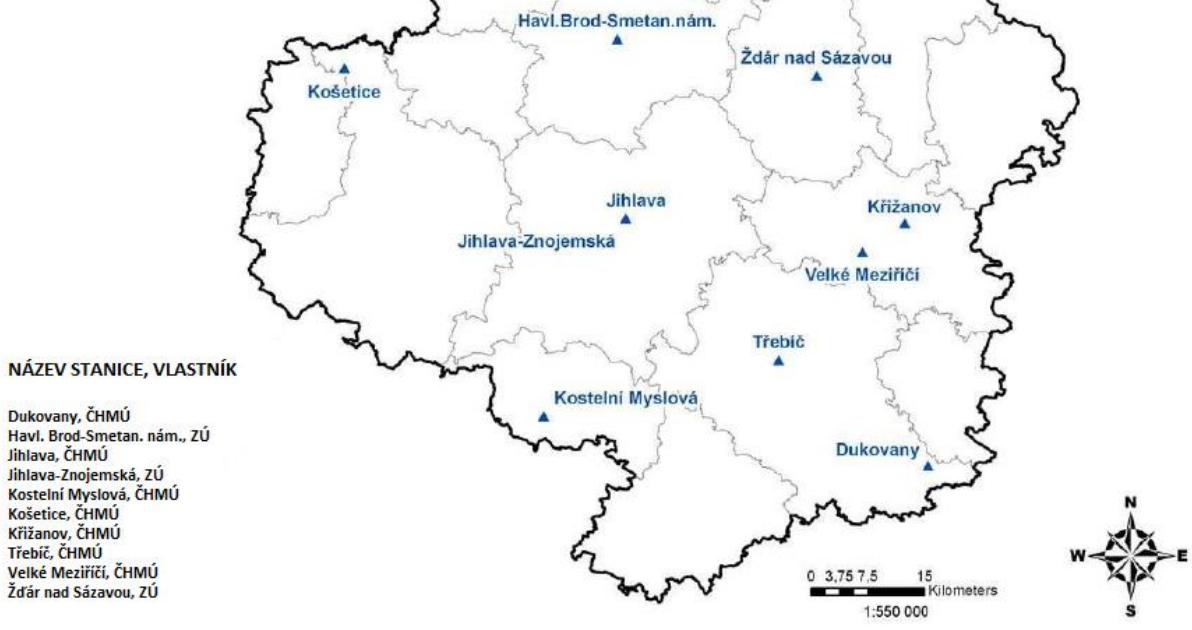 Havl.Brod-Smetan.nám.
Žďár nad Sázavou
Košetice
Jihlava
Křižanov
Jihlava-Znojemská
Velké Meziříčí
Třebíč
Kostelní Myslová
Dukovany
NÁZEV STANICE, VLASTNÍK
Dukovany, ČHMÚ
Havl. Brod-Smetan. nám., ZÚ
Jihlava, ČHMÚ
Jihlava-Znojemská, ZÚ
Kostelní Myslová, ČHMÚ
Košetice, ČHMÚ
Křižanov, ČHMÚ
Třebíč, ČHMÚ
Velké Meziříčí, ČHMÚ
Žďár nad Sázavou, ZÚ
0 3,75 7,5 15
Kilometers
1:550 000
N
W E
S